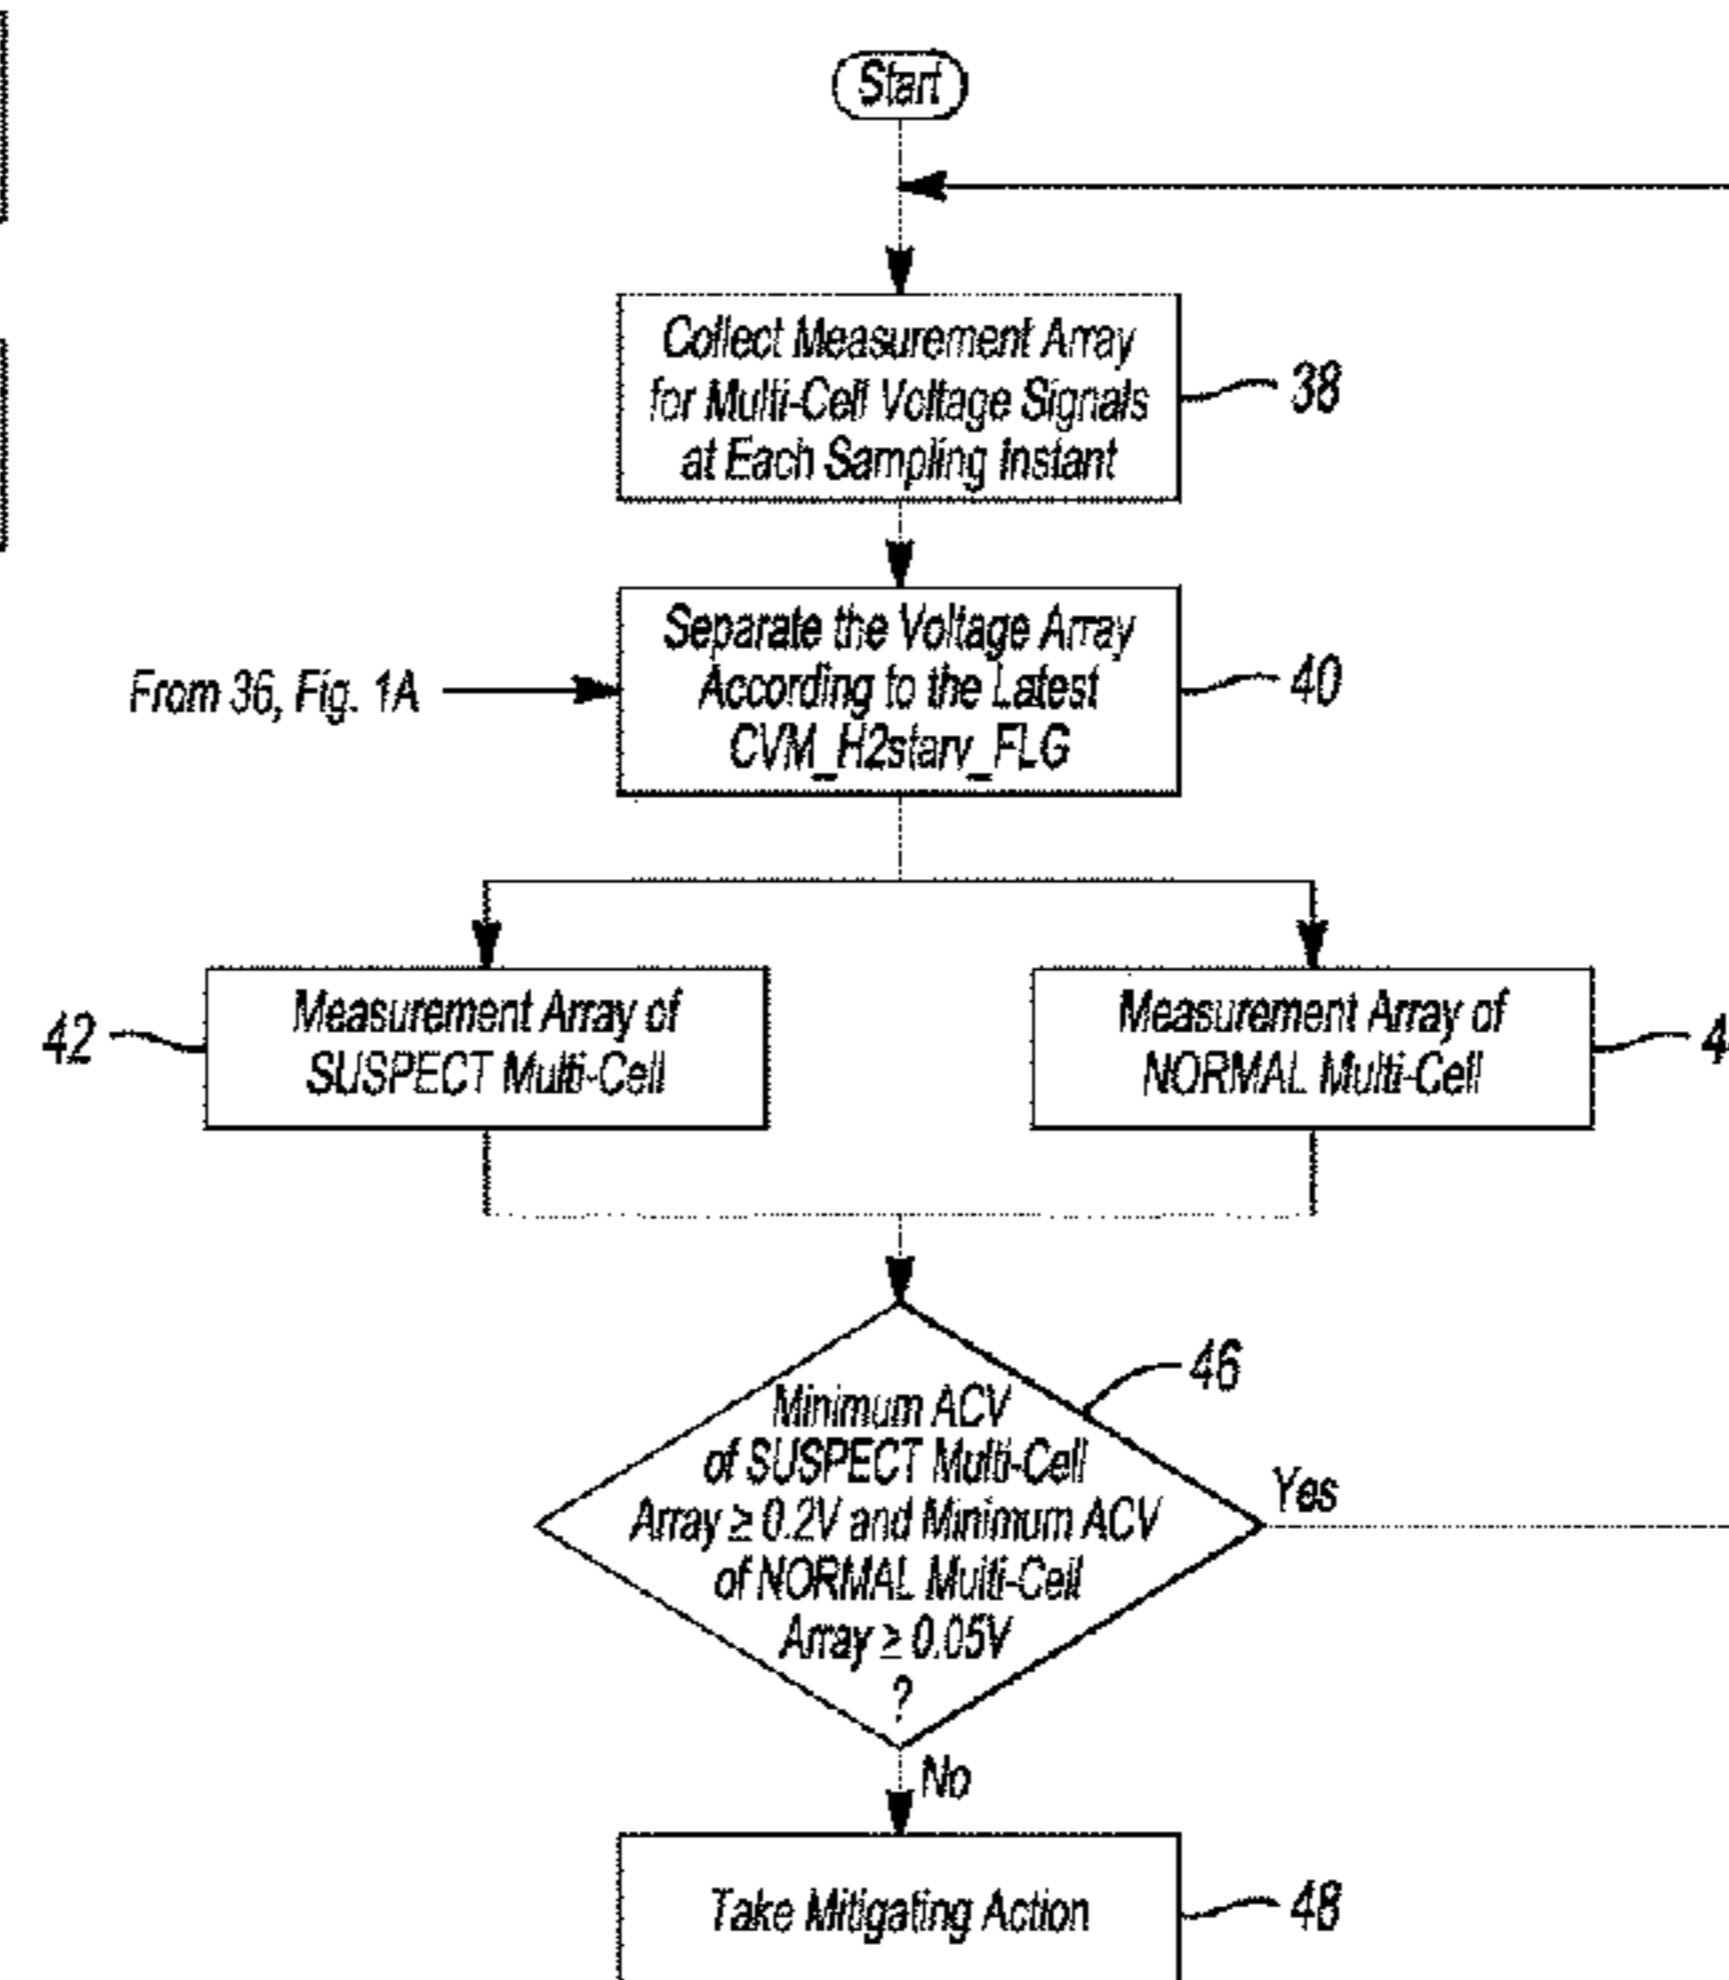 Start
Collect Measurement Array
for Multi-Cell Voltage Signals
at Each Sampling Instant
38
From 36, Fig. 1A
Separate the Voltage Array
According to the Latest
CVM_H2starv_FLG
40
42
Measurement Array of
SUSPECT Multi-Cell
Measurement Array of
NORMAL Multi-Cell
46
Minimum ACV
of SUSPECT Multi-Cell
Array ≥ 0.2V and Minimum ACV
of NORMAL Multi-Cell
Array ≥ 0.05V
?
Yes
No
Take Mitigating Action
48